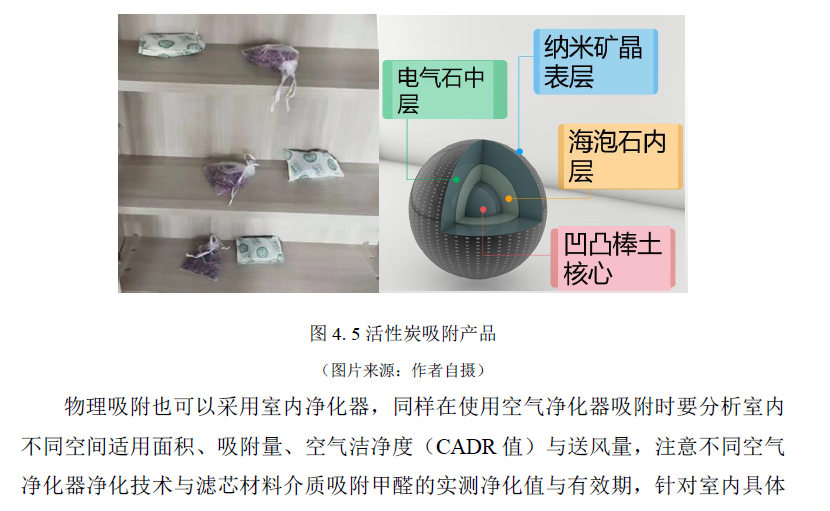 纳米矿晶
表层
电气石中
层
海泡石内
层
凹凸棒土
核心
图 4.5 活性炭吸附产品
（图片来源：作者自摄）
物理吸附也可以采用室内净化器，同样在使用空气净化器吸附时要分析室内
不同空间适用面积、吸附量、空气洁净度（CADR 值）与送风量，注意不同空气
净化器净化技术与滤芯材料介质吸附甲醛的实测净化值与有效期，针对室内具体